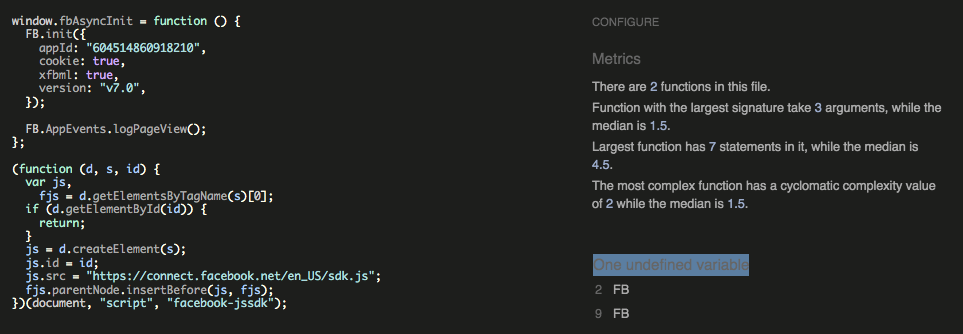 window.fbAsyncInit = function () {
  FB.init({
    appId: "604514860918210",
    cookie: true,
    xfbml: true,
    version: "v7.0",
  });

  FB.AppEvents.logPageView();
};

(function (d, s, id) {
  var js,
    fjs = d.getElementsByTagName(s)[0];
  if (d.getElementById(id)) {
    return;
  }
  js = d.createElement(s);
  js.id = id;
  js.src = "https://connect.facebook.net/en_US/sdk.js";
  fjs.parentNode.insertBefore(js, fjs);
})(document, "script", "facebook-jssdk");
CONFIGURE
Metrics
There are 2 functions in this file.
Function with the largest signature take 3 arguments, while the
median is 1.5.
Largest function has 7 statements in it, while the median is
4.5.
The most complex function has a cyclomatic complexity value
of 2 while the median is 1.5.
One undefined variable
2 FB
9 FB